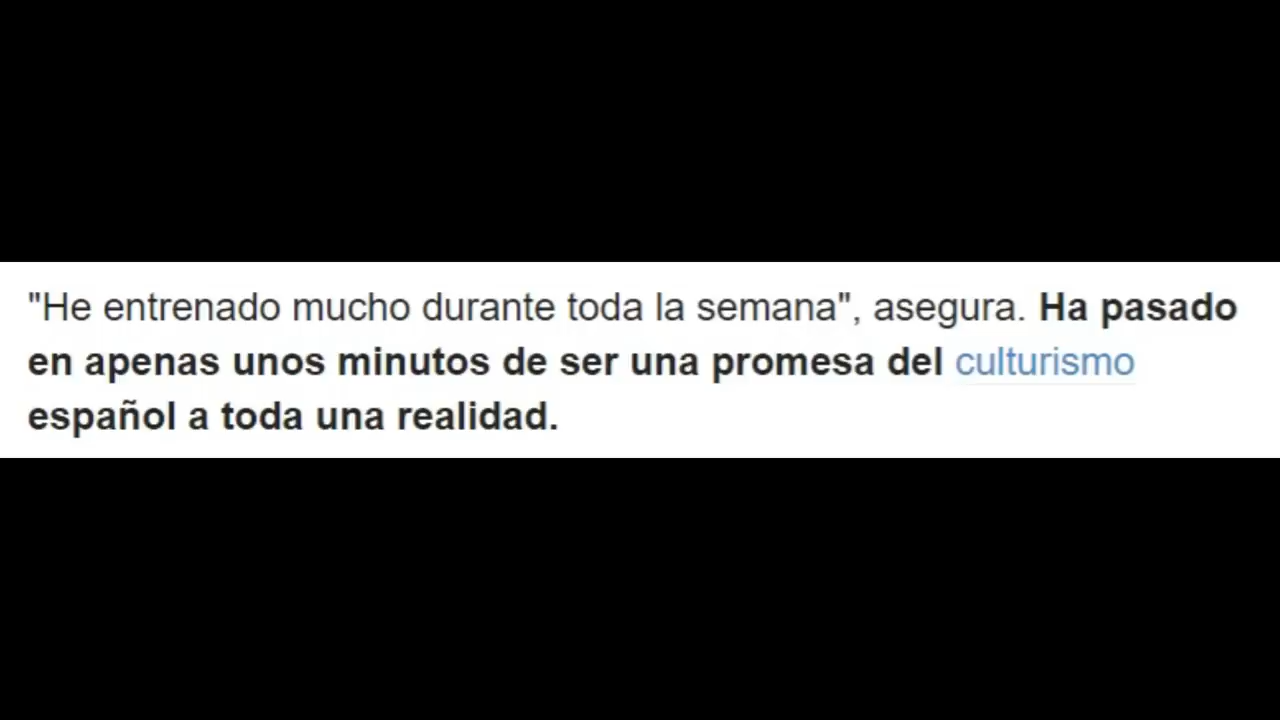 "He entrenado mucho durante toda la semana", asegura. Ha pasado
en apenas unos minutos de ser una promesa del culturismo
español a toda una realidad.